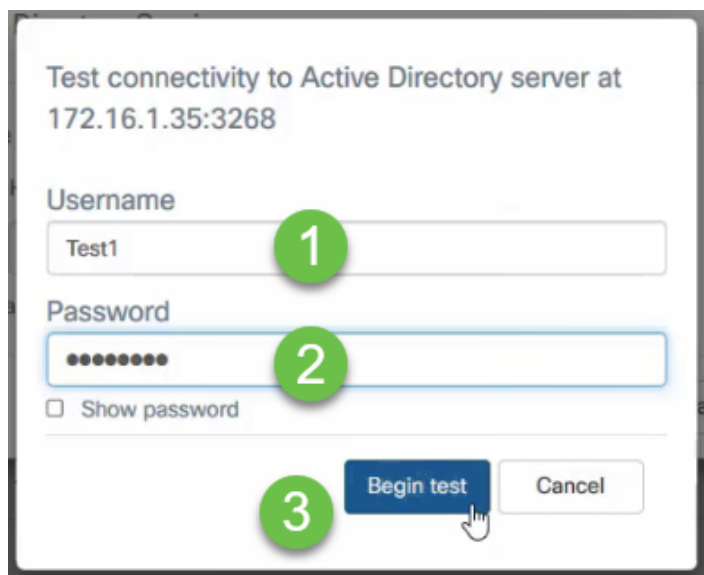 Test connectivity to Active Directory server at
172.16.1.35:3268
Username
Test1
1
Password
●●●●●●●●
2
Show password
3
Begin test
Cancel